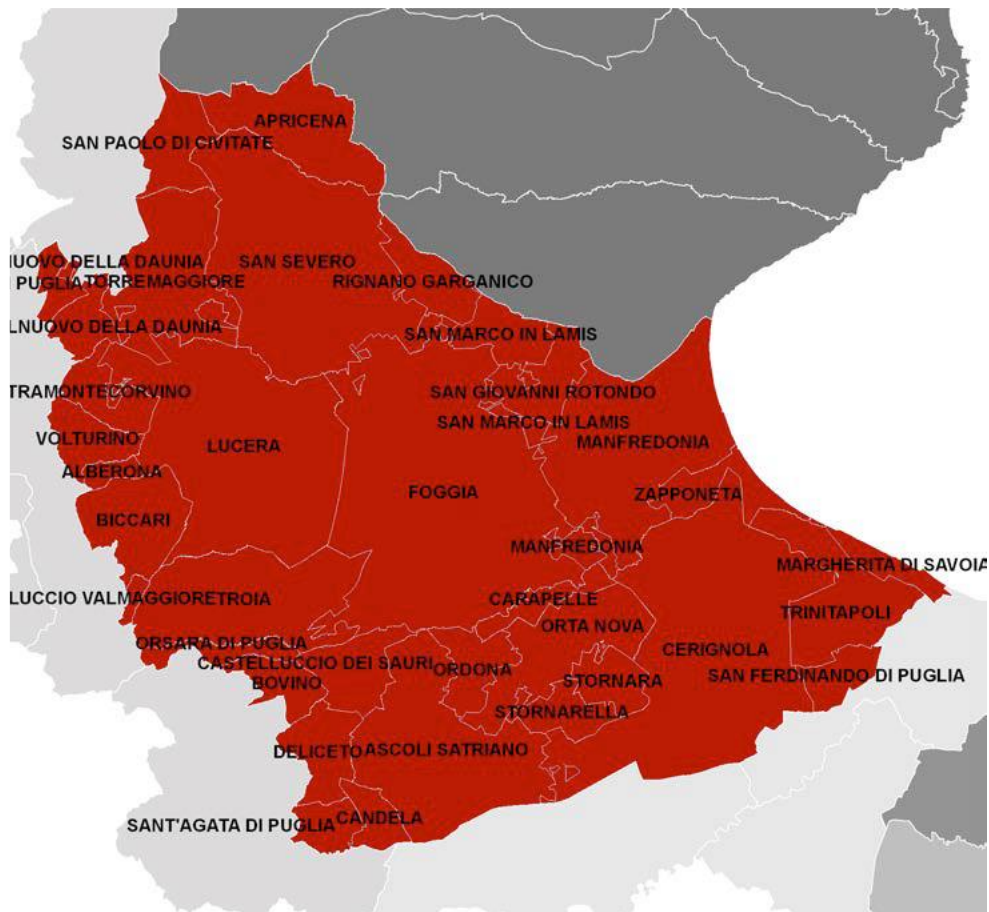 APRICENA
SAN PAOLO DI CIVITATE
NUOVO DELLA DAUNIA
SAN SEVERO
PUGLIA
TORREMAGGIORE
RIGNANO GARGANICO
LNUOVO DELLA DAUNIA
SAN MARCO IN LAMIS
TRAMONTECORVINO
SAN GIOVANNI ROTONDO
SAN MARCO IN LAMIS
VOLTURINO
LUCERA
MANFREDONIA
ALBERONA
FOGGIA
ZAPPONETA
BICCARI
MANFREDONIA
MARGHERITA DI SAVOIA
LUCCIO VALMAGGIORE
TROIA
CARAPELLE
TRINITAPOLI
ORTA NOVA
ORSARA DI PUGLIA
CERIGNOLA
CASTELLUCCIO DEI SAURI
ORDONA
SAN FERDINANDO DI PUGLIA
BOVINO
STORNARA
STORNARELLA
DELICETO
ASCOLI SATRIANO
SANT'AGATA DI PUGLIA
CANDELA